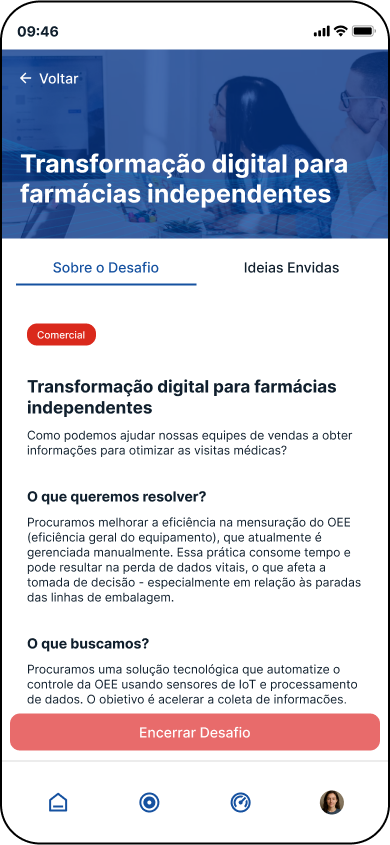 09:46
Voltar
Transformação digital para
farmácias independentes
Sobre o Desafio
Ideias Envidas
Comercial
Transformação digital para farmácias
independentes
Como podemos ajudar nossas equipes de vendas a obter
informações para otimizar as visitas médicas?
O que queremos resolver?
Procuramos melhorar a eficiência na mensuração do OEE
(eficiência geral do equipamento), que atualmente é
gerenciada manualmente. Essa prática consome tempo e
pode resultar na perda de dados vitais, o que afeta a
tomada de decisão - especialmente em relação às paradas
das linhas de embalagem.
O que buscamos?
Procuramos uma solução tecnológica que automatize o
controle da OEE usando sensores de IoT e processamento
de dados. O objetivo é acelerar a coleta de informações.
Encerrar Desafio